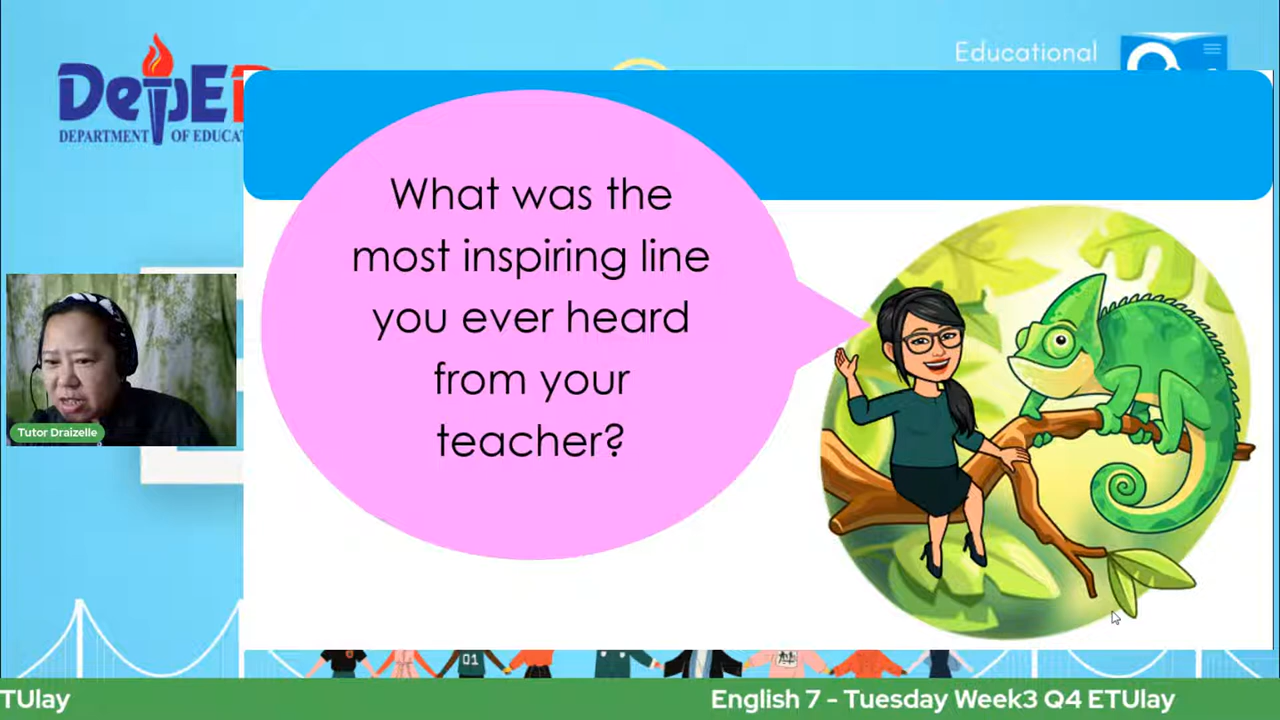 Educational
DepED
DEPARTMENT OF EDUCAT
What was the
most inspiring line
you ever heard
from your
teacher?
Tutor Draizelle
01
TUlay
English 7 - Tuesday Week3 Q4 ETUlay